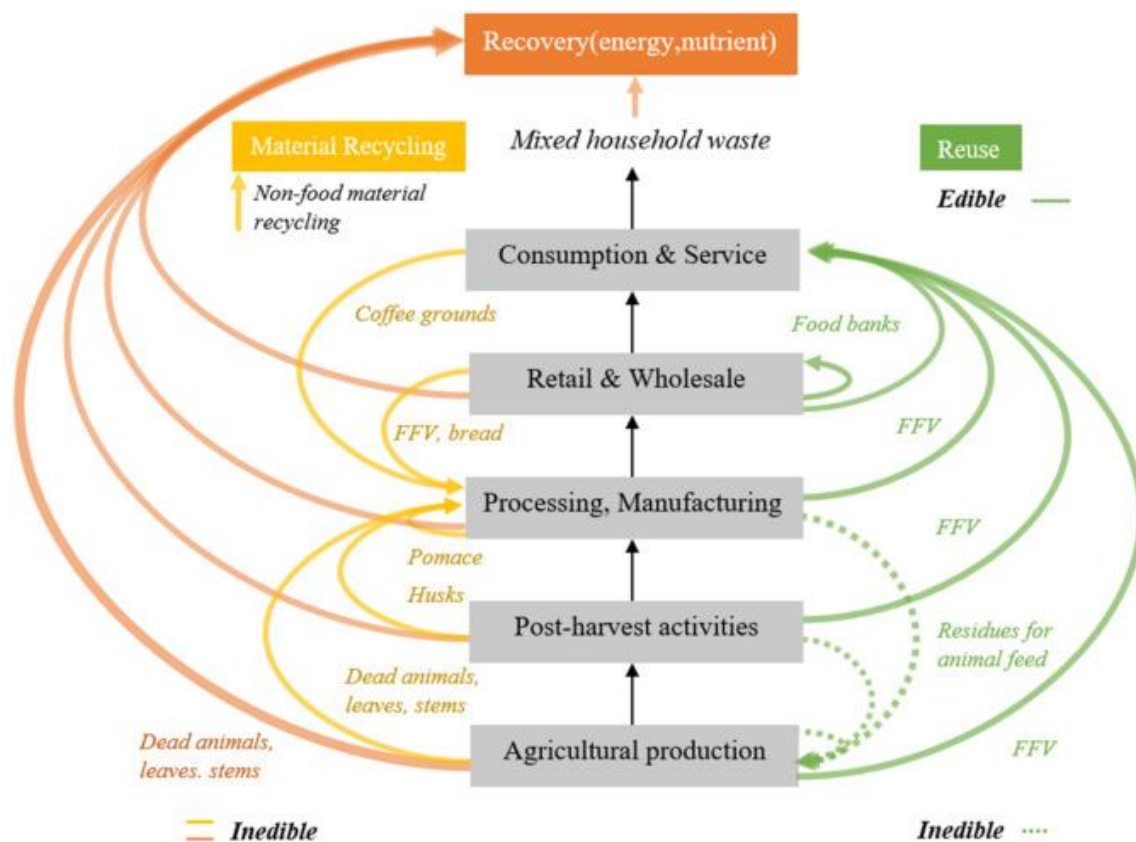 Recovery(energy,nutrient)
Material Recycling
Mixed household waste
Reuse
Non-food material
recycling
Edible
Consumption & Service
Coffee grounds
Food banks
Retail & Wholesale
FFV, bread
FFV
Processing, Manufacturing
Pomace
FFV
Husks
Post-harvest activities
Residues for
animal feed
Dead animals,
leaves, stems
Dead animals,
leaves. stems
Agricultural production
FFV
Inedible
Inedible